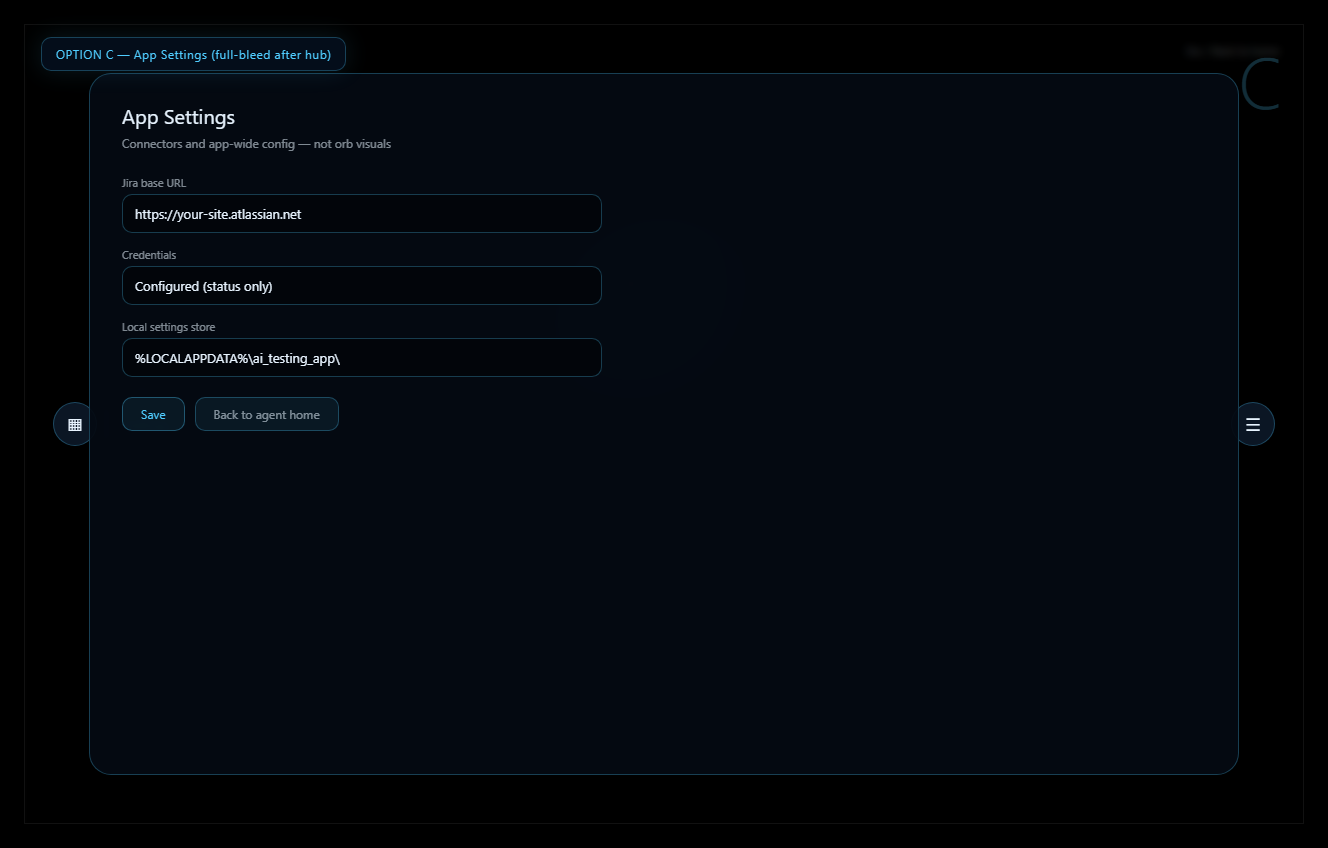 OPTION C — App Settings (full-bleed after hub)
C
App Settings
Connectors and app-wide config — not orb visuals
Jira base URL
https://your-site.atlassian.net
Credentials
Configured (status only)
Local settings store
%LOCALAPPDATA%\ai_testing_app\
Save
Back to agent home